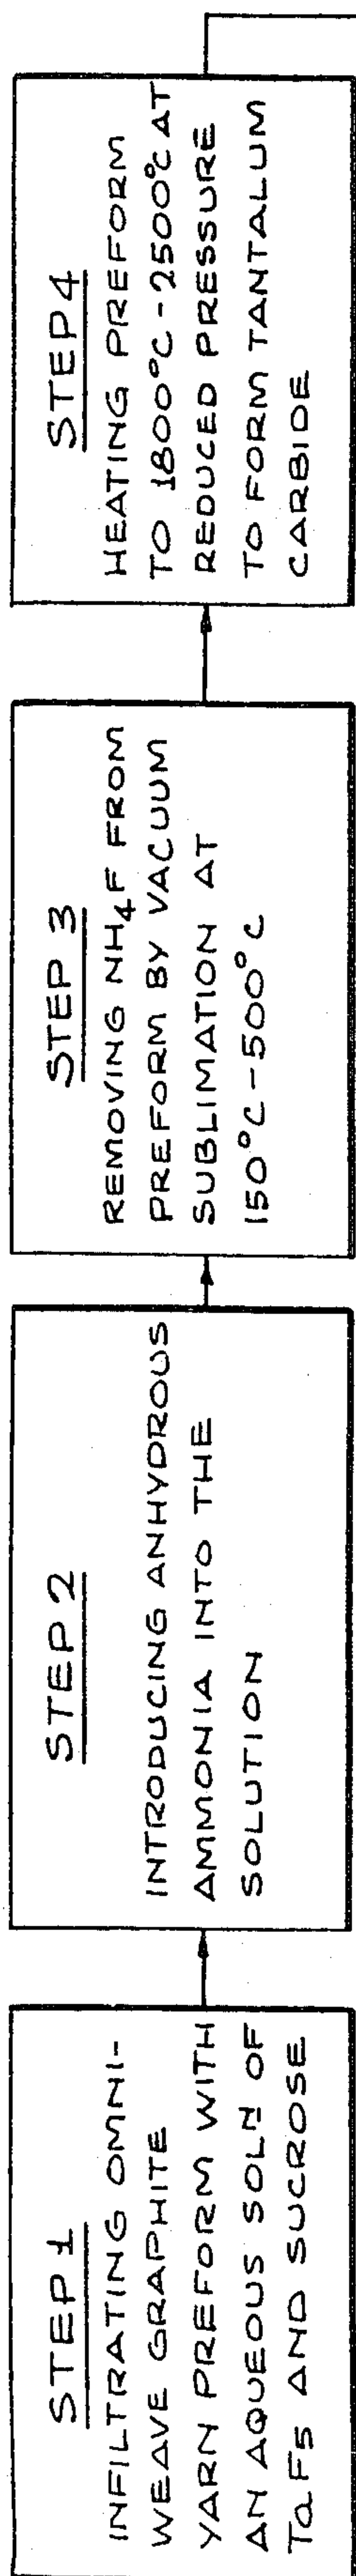 STEP 1
INFILTRATING OMNI-
WEAVE GRAPHITE
YARN PREFORM WITH
AN AQUEOUS SOLN OF
TaF5 AND SUCROSE
STEP 2
INTRODUCING ANHYDROUS
AMMONIA INTO THE
SOLUTION
STEP 3
REMOVING NH4F FROM
PREFORM BY VACUUM
SUBLIMATION AT
150°C-500°C
STEP 4
HEATING PREFORM
TO 1800°C-2500°C AT
REDUCED PRESSURE
TO FORM TANTALUM
CARBIDE